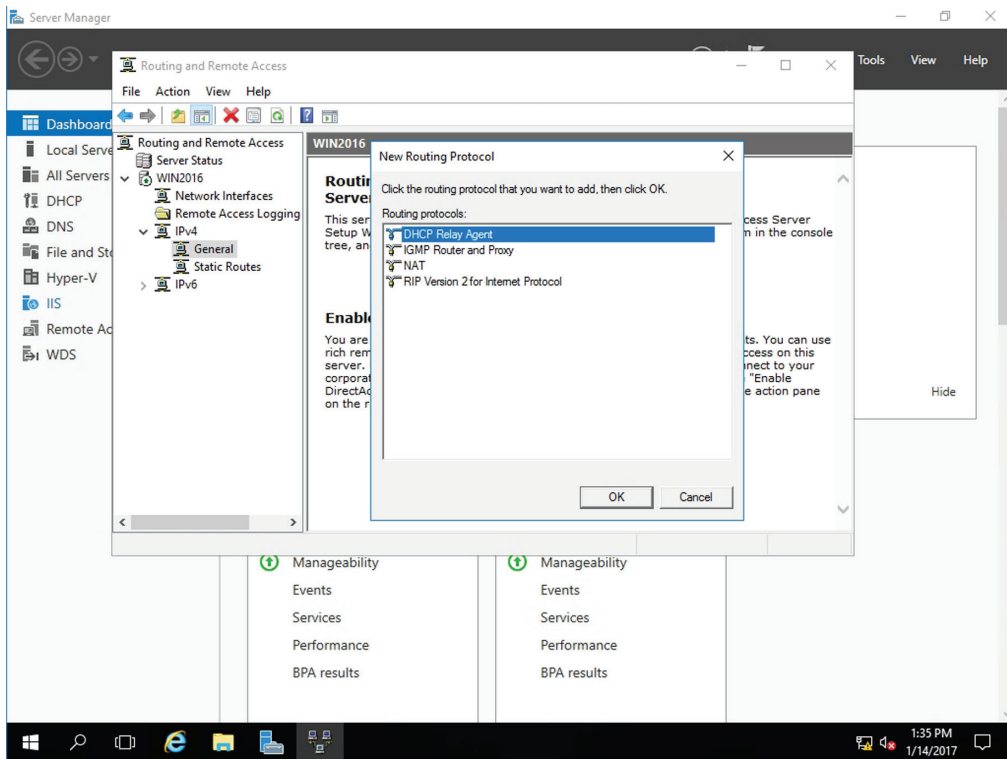 Server Manager
Tools View Help
Routing and Remote Access
File Action View Help
Dashboard
Local Serve
All Servers
DHCP
DNS
File and Sto
Hyper-V
IIS
Remote Ac
WDS
Routing and Remote Access
Server Status
WIN2016
Network Interfaces
Remote Access Logging
IPv4
General
Static Routes
IPv6
WIN2016
Routin
Server
This ser
Setup W
tree, an
cess Server
m in the console
Enabl
You are
rich rem
server.
corporat
DirectAc
on the r
ts. You can use
ccess on this
nnect to your
"Enable
e action pane
New Routing Protocol
Click the routing protocol that you want to add, then click OK.
Routing protocols:
DHCP Relay Agent
IGMP Router and Proxy
NAT
RIP Version 2 for Internet Protocol
OK Cancel
Hide
Manageability
Events
Services
Performance
BPA results
Manageability
Events
Services
Performance
BPA results
1:35 PM
1/14/2017